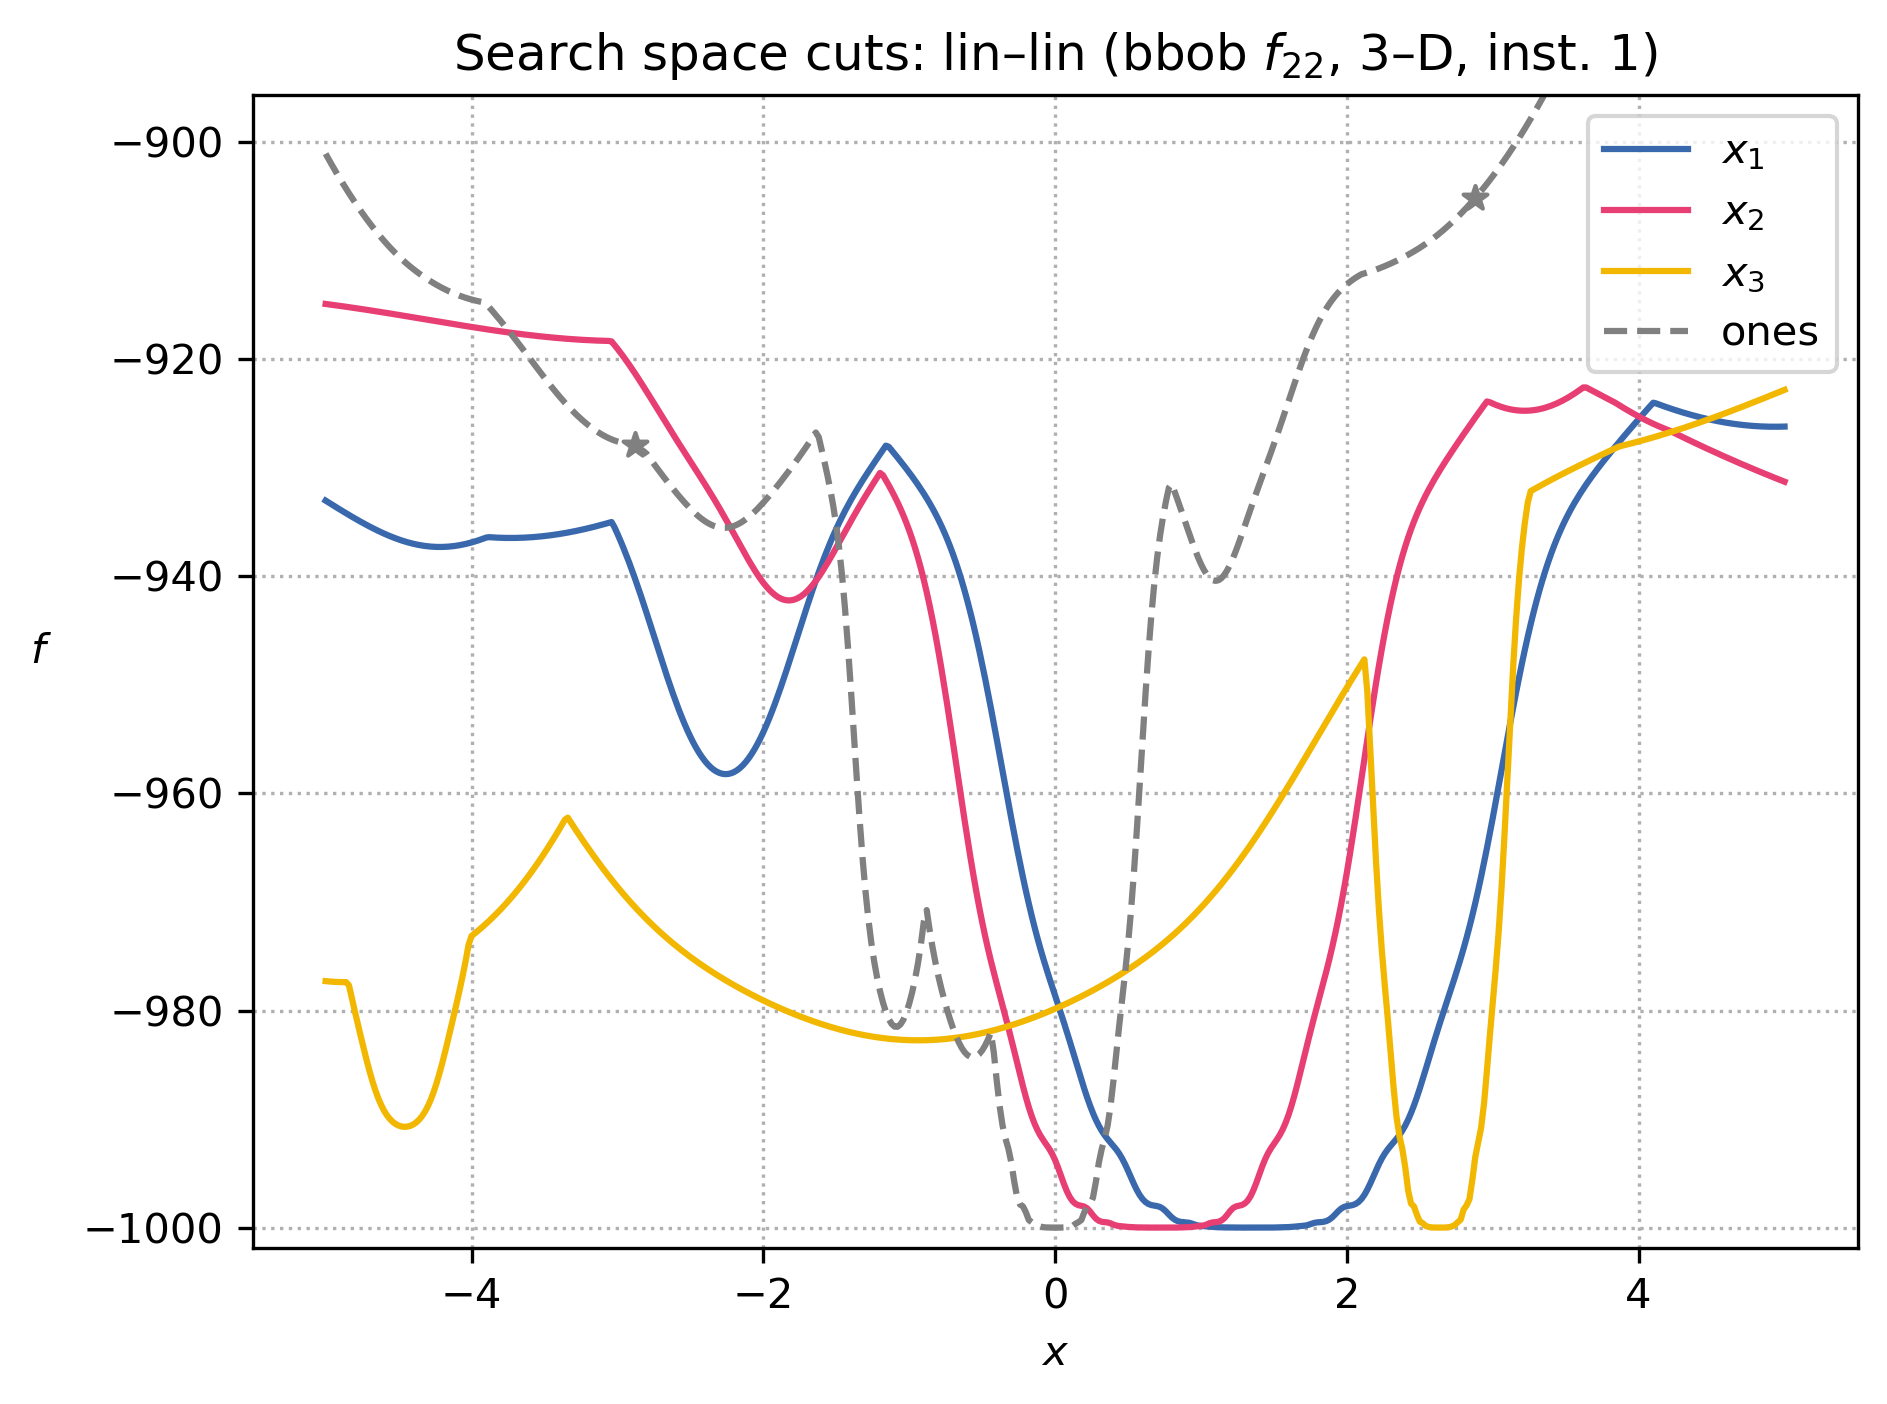 Search space cuts: lin–lin (bbob f₂₂, 3–D, inst. 1)
−900
−920
−940
−960
−980
−1000
f
−4
−2
0
2
4
x
x₁
x₂
x₃
ones